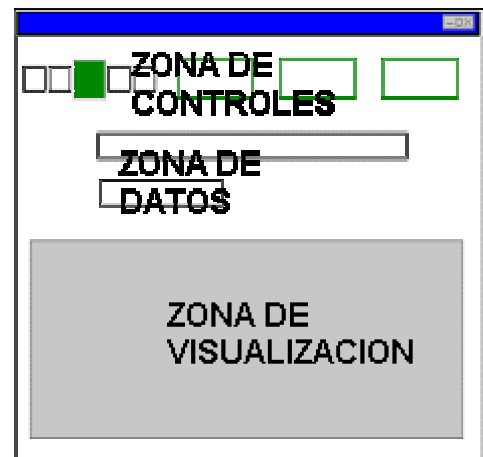 ZONA DE
CONTROLES
ZONA DE
DATOS
ZONA DE
VISUALIZACION